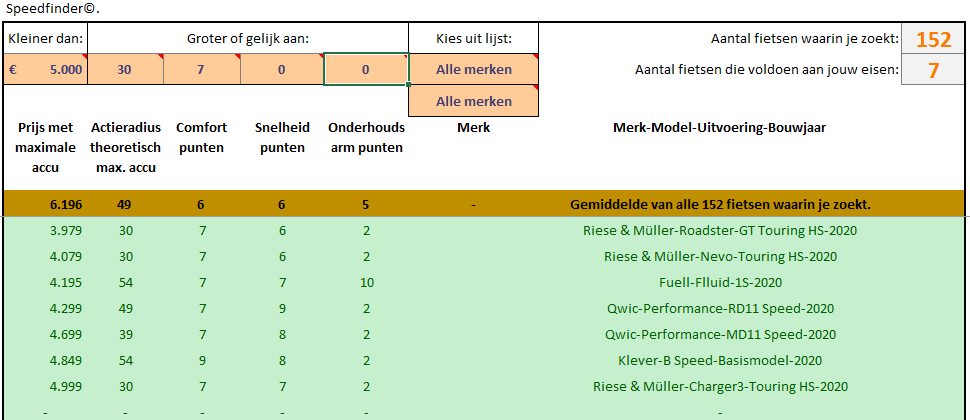 Speedfinder©.
Kleiner dan: Groter of gelijk aan: Kies uit lijst: Aantal fietsen waarin je zoekt: 152
€ 5.000 30 7 0 0 Alle merken Aantal fietsen die voldoen aan jouw eisen: 7
Alle merken
Prijs met maximale accu Actieradius theoretisch max. accu Comfort punten Snelheid punten Onderhouds arm punten Merk Merk-Model-Uitvoering-Bouwjaar
6.196 49 6 6 5 - Gemiddelde van alle 152 fietsen waarin je zoekt.
3.979 30 7 6 2 Riese & Müller-Roadster-GT Touring HS-2020
4.079 30 7 6 2 Riese & Müller-Nevo-Touring HS-2020
4.195 54 7 7 10 Fuell-Flluid-1S-2020
4.299 49 7 9 2 Qwic-Performance-RD11 Speed-2020
4.699 39 7 8 2 Qwic-Performance-MD11 Speed-2020
4.849 54 9 8 2 Klever-B Speed-Basismodel-2020
4.999 30 7 7 2 Riese & Müller-Charger3-Touring HS-2020
- - - - - -